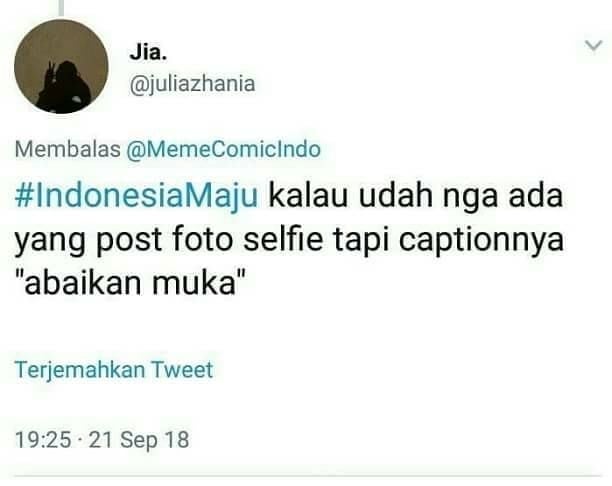 Jia.
@juliazhania
Membalas @MemeComicIndo
#IndonesiaMaju kalau udah nga ada
yang post foto selfie tapi captionnya
"abaikan muka"
Terjemahkan Tweet
19:25 · 21 Sep 18